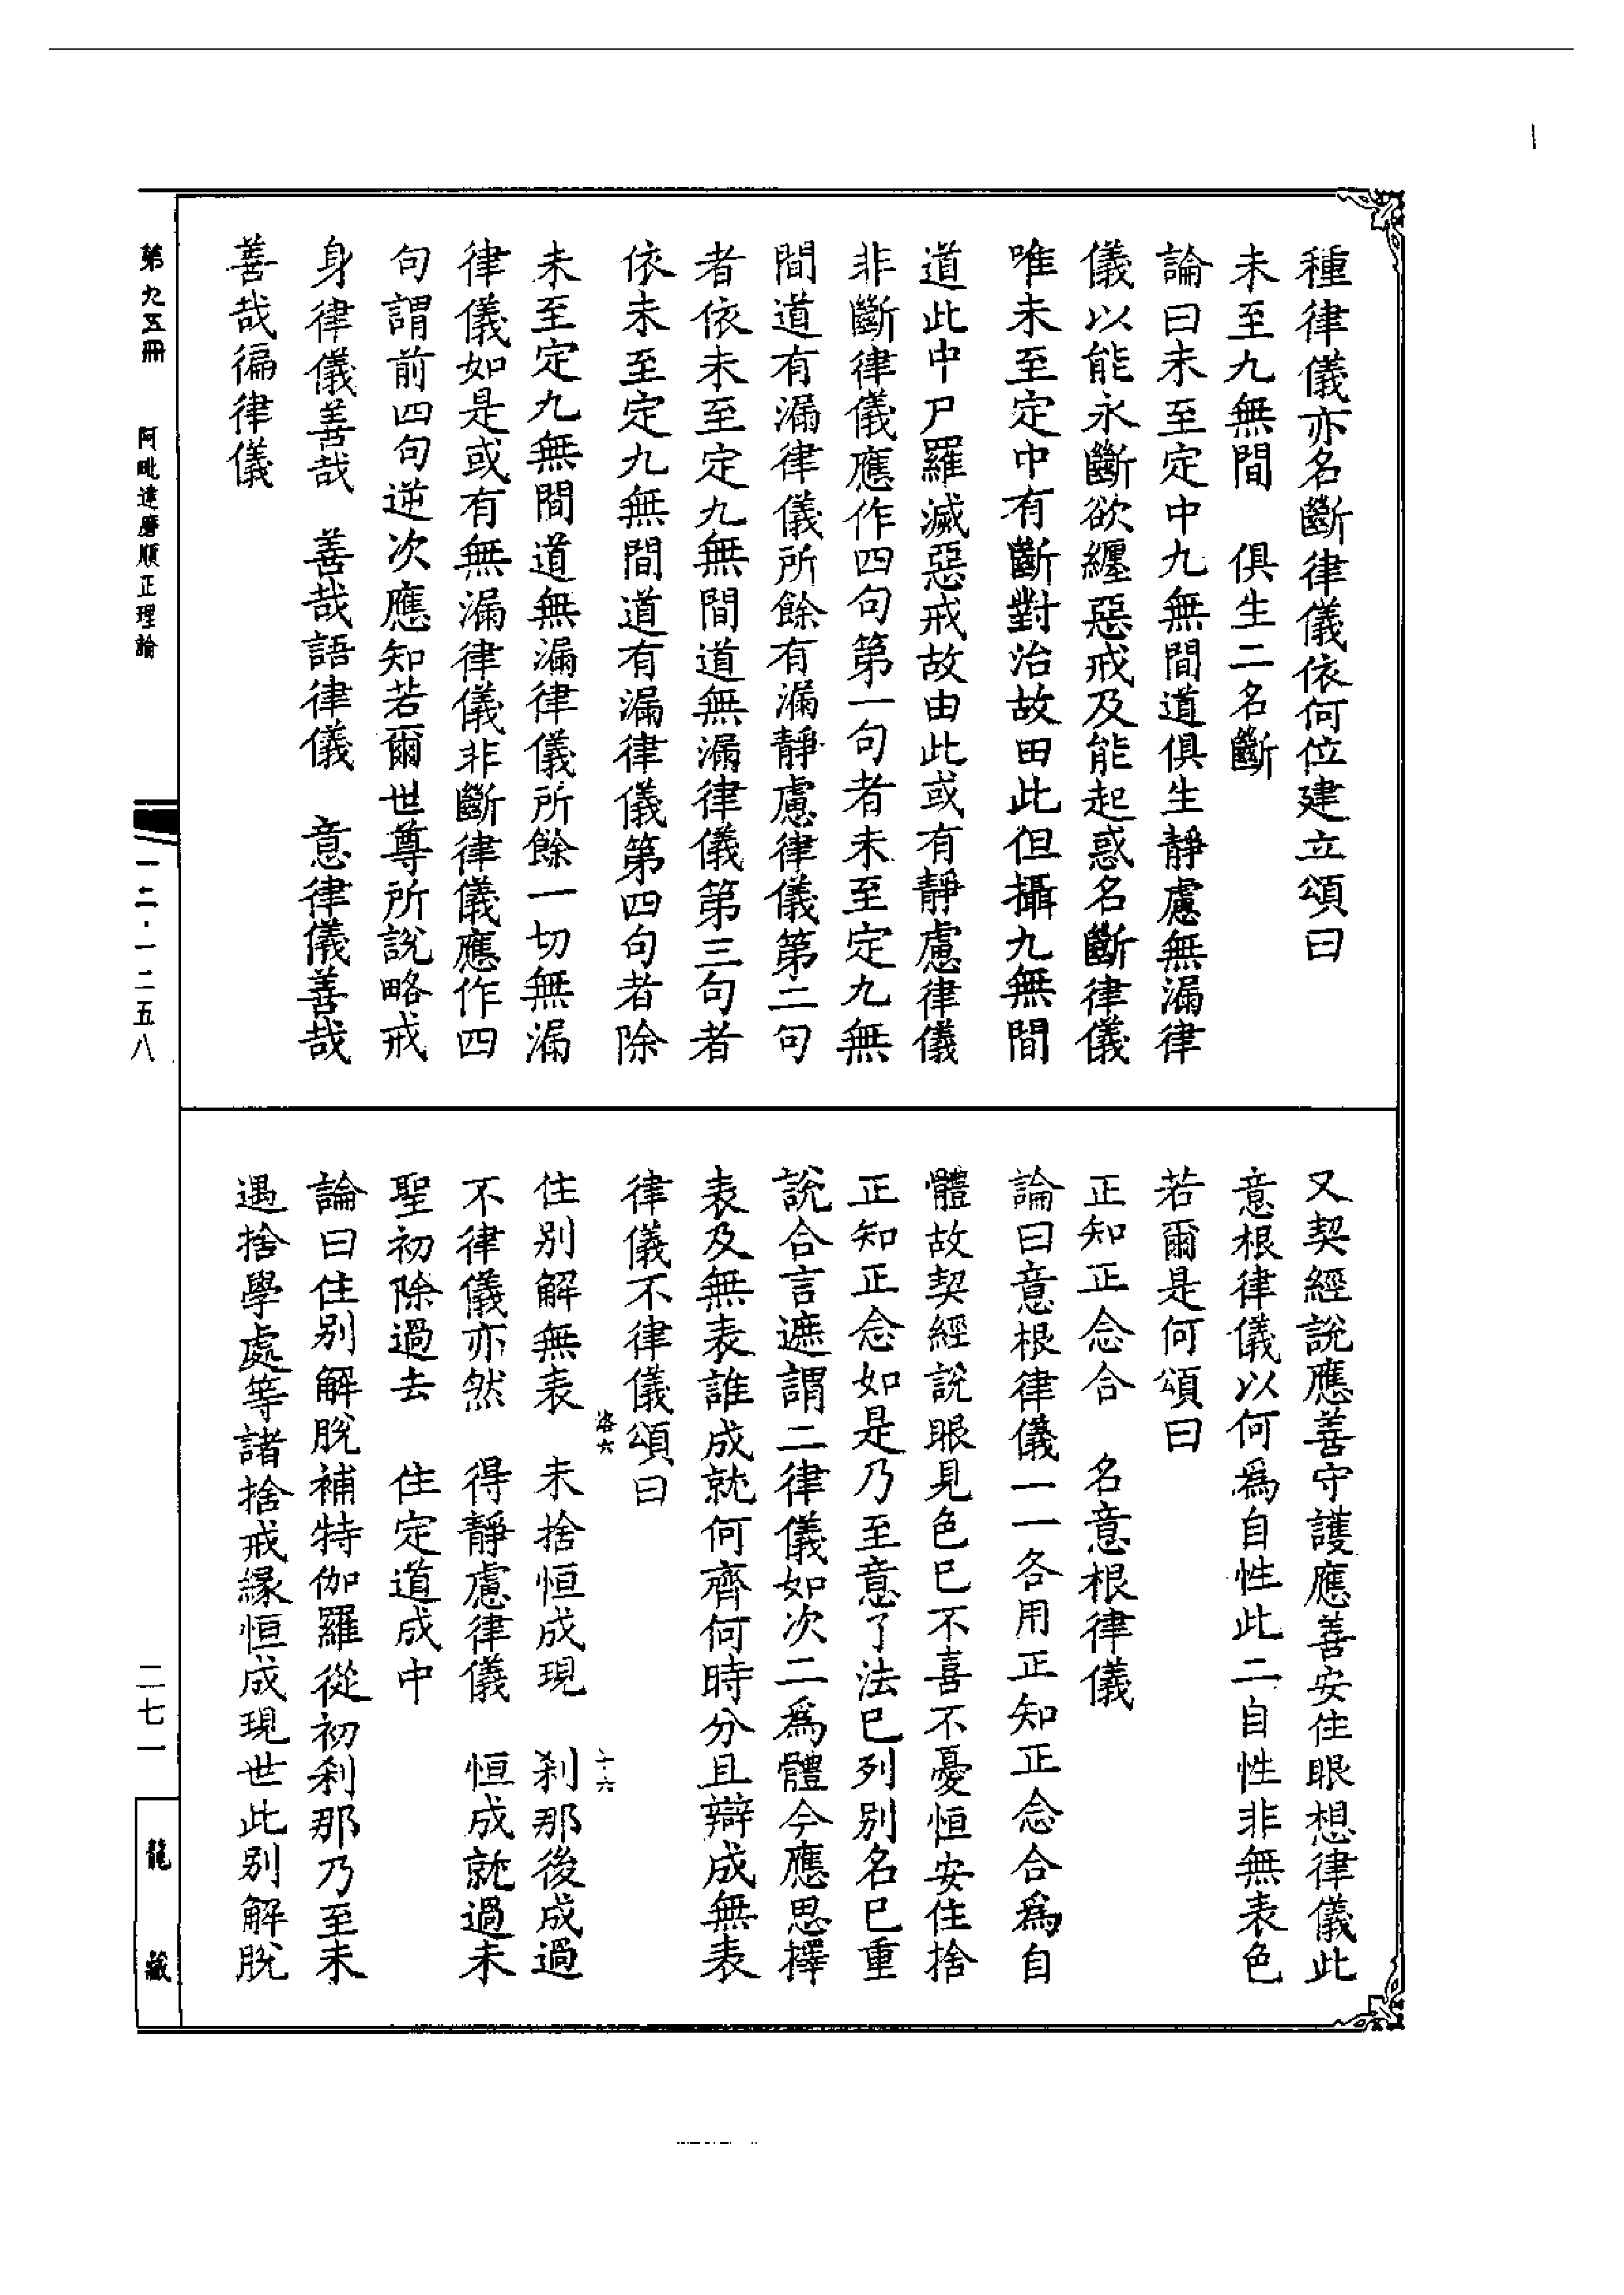 種律儀亦名斷律儀依何位建立頌曰
未至九無間　俱生二名斷
論曰未至定中九無間道俱生靜慮無漏律
儀以能永斷欲纏惡戒及能起惑名斷律儀
唯未至定中有斷對治故田此但攝九無間
道此中尸羅滅惡戒故由此或有靜慮律儀
非斷律儀應作四句第一句者未至定九無
間道有漏律儀所餘有漏靜慮律儀第二句
者依未至定九無間道無漏律儀第三句者
依未至定九無間道有漏律儀第四句者除
未至定九無間道無漏律儀所餘一切無漏
律儀如是或有無漏律儀非斷律儀應作四
句謂前四句逆次應知若爾世尊所說略戒
身律儀善哉　善哉語律儀　意律儀善哉
善哉徧律儀
又契經說應善守護應善安住眼想律儀此
意根律儀以何為自性此二自性非無表色
若爾是何頌曰
正知正念合　名意根律儀
論曰意根律儀一一各用正知正念合為自
體故契經說眼見色已不喜不憂恒安住捨
正知正念如是乃至意了法已列別名已重
說合言遮謂二律儀如次二為體今應思擇
表及無表誰成就何齊何時分且辯成無表
律儀不律儀頌曰
洛六
十六
住別解無表　未捨恒成現　刹那後成過
不律儀亦然　得靜慮律儀　恒成就過未
聖初除過去　住定道成中
論曰住別解脫補特伽羅從初刹那乃至未
遇捨學處等諸捨戒緣恒成現世此別解脫
第九五冊　阿毗達磨順正理論
一二·一二五八
二七一
龍藏